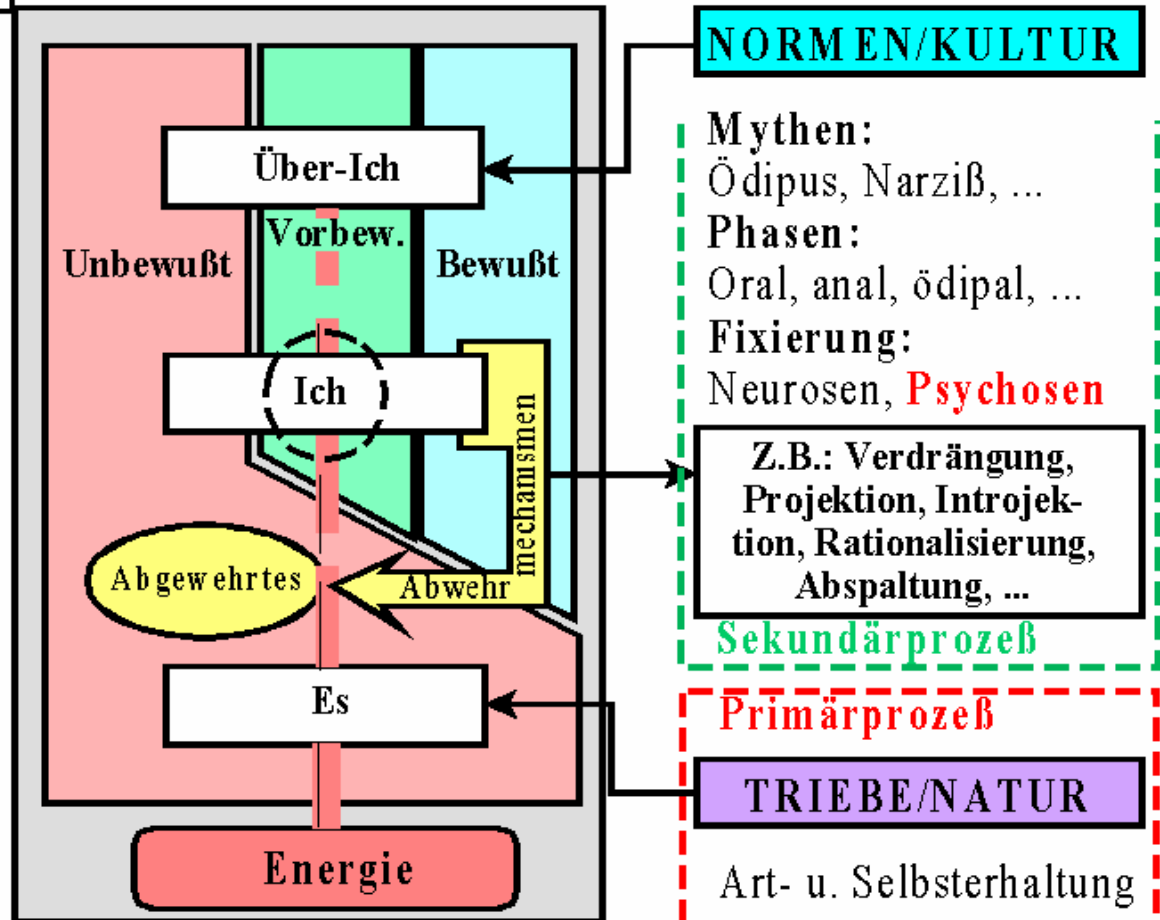 NORMEN/KULTUR
Über-Ich
Vorbew.
Unbewußt
Bewußt
Ich
mechanismen
Abwehr
Abgewehrtes
Es
Energie
Mythen:
Ödipus, Narziß, ...
Phasen:
Oral, anal, ödipal, ...
Fixierung:
Neurosen, Psychosen
Z.B.: Verdrängung,
Projektion, Introjek-
tion, Rationalisierung,
Abspaltung, ...
Sekundärprozeß
Primärprozeß
TRIEBE/NATUR
Art- u. Selbsterhaltung